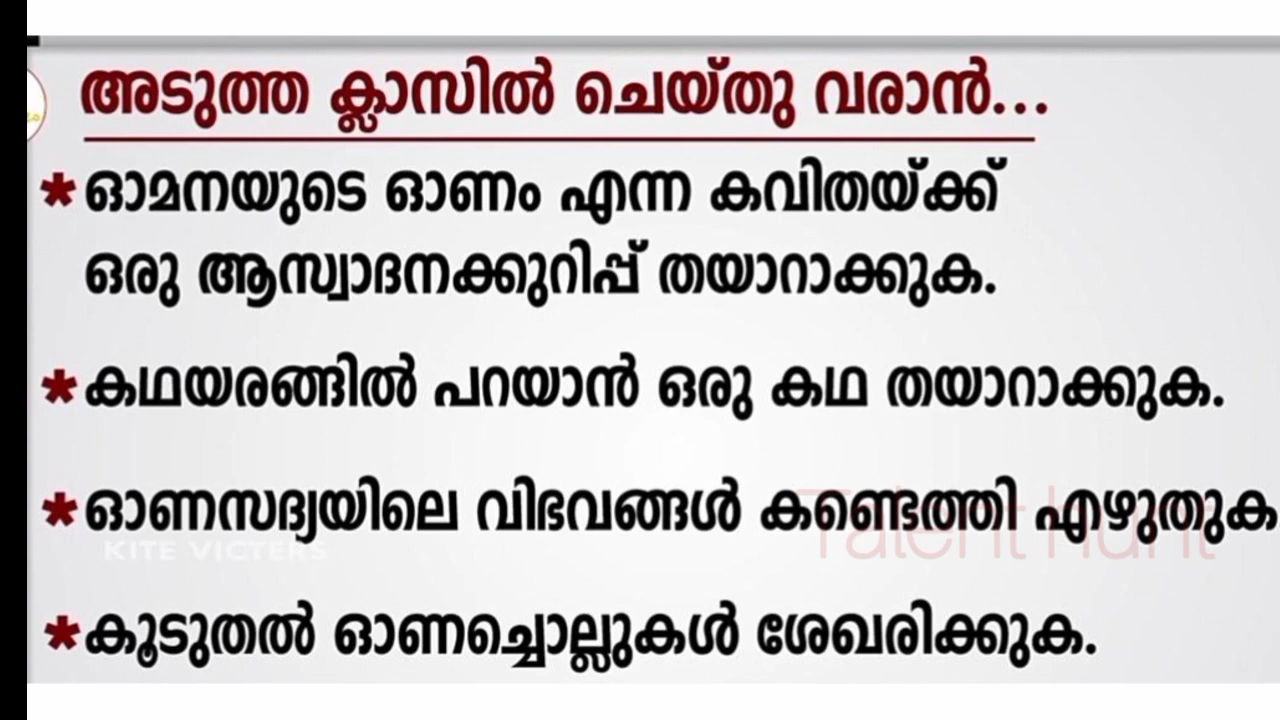 അടുത്ത ക്ലാസിൽ ചെയ്തു വരാൻ...
*ഓമനയുടെ ഓണം എന്ന കവിതയ്ക്ക്
ഒരു ആസ്വാദനക്കുറിപ്പ് തയാറാക്കുക.
*കഥയരങ്ങിൽ പറയാൻ ഒരു കഥ തയാറാക്കുക.
*ഓണസദ്യയിലെ വിഭവങ്ങൾ കണ്ടെത്തി എഴുതുക
KITE VICTERS
Talent hunt
*കൂടുതൽ ഓണച്ചൊല്ലുകൾ ശേഖരിക്കുക.